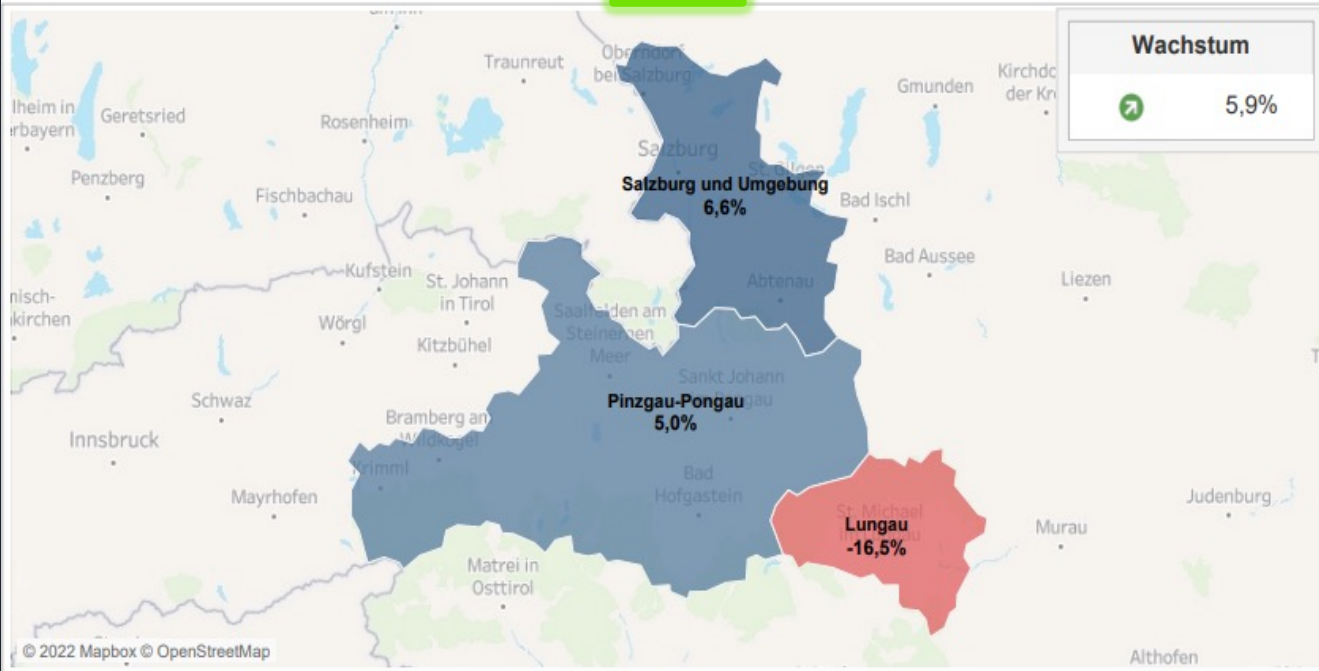 Wachstum
5,9%
Oberndorf
bei Salzburg
Traunreut
Gmunden
lheim in
rbayern
Geretsried
Rosenheim
Salzburg
St. Gilgen
Penzberg
Fischbachau
Salzburg und Umgebung
6,6%
Bad Ischl
Bad Aussee
Kufstein
St. Johann
in Tirol
Abtenau
Liezen
nisch-
kirchen
Wörgl
Saalfelden am
Steinernen
Meer
Kitzbühel
Sankt Johann
Schwaz
Pinzgau-Pongau
5,0%
Bramberg am
Wildkogel
Innsbruck
Krimml
Bad
Hofgastein
Mayrhofen
Judenburg
St. Michael
Lungau
-16,5%
Murau
Matrei in
Osttirol
© 2022 Mapbox © OpenStreetMap
Althofen